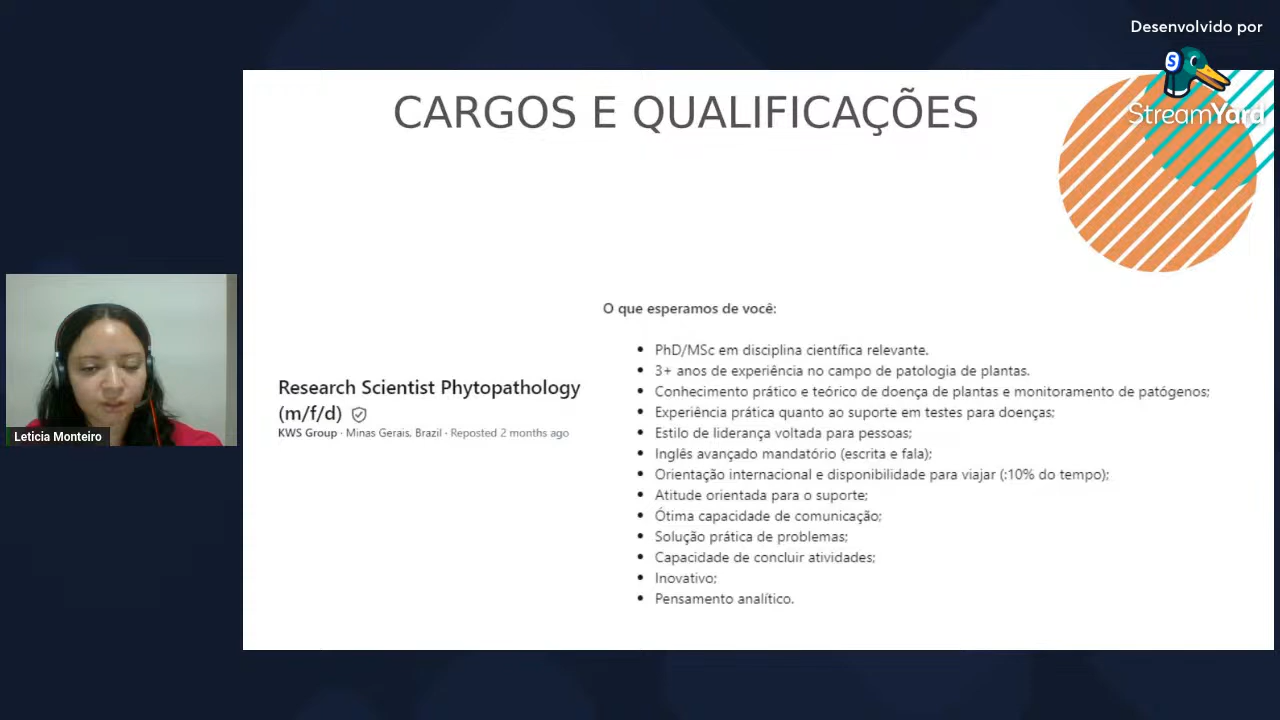 Desenvolvido por
StreamYard
CARGOS E QUALIFICAÇÕES
O que esperamos de você:
PhD/MSc em disciplina científica relevante.
3+ anos de experiência no campo de patologia de plantas.
Conhecimento prático e teórico de doença de plantas e monitoramento de patógenos;
Experiência prática quanto ao suporte em testes para doenças;
Estilo de liderança voltada para pessoas;
Inglês avançado mandatório (escrita e fala);
Orientação internacional e disponibilidade para viajar (:10% do tempo);
Atitude orientada para o suporte;
Ótima capacidade de comunicação;
Solução prática de problemas;
Capacidade de concluir atividades;
Inovativo;
Pensamento analítico.
Research Scientist Phytopathology
(m/f/d)
KWS Group · Minas Gerais, Brazil · Reposted 2 months ago
Leticia Monteiro